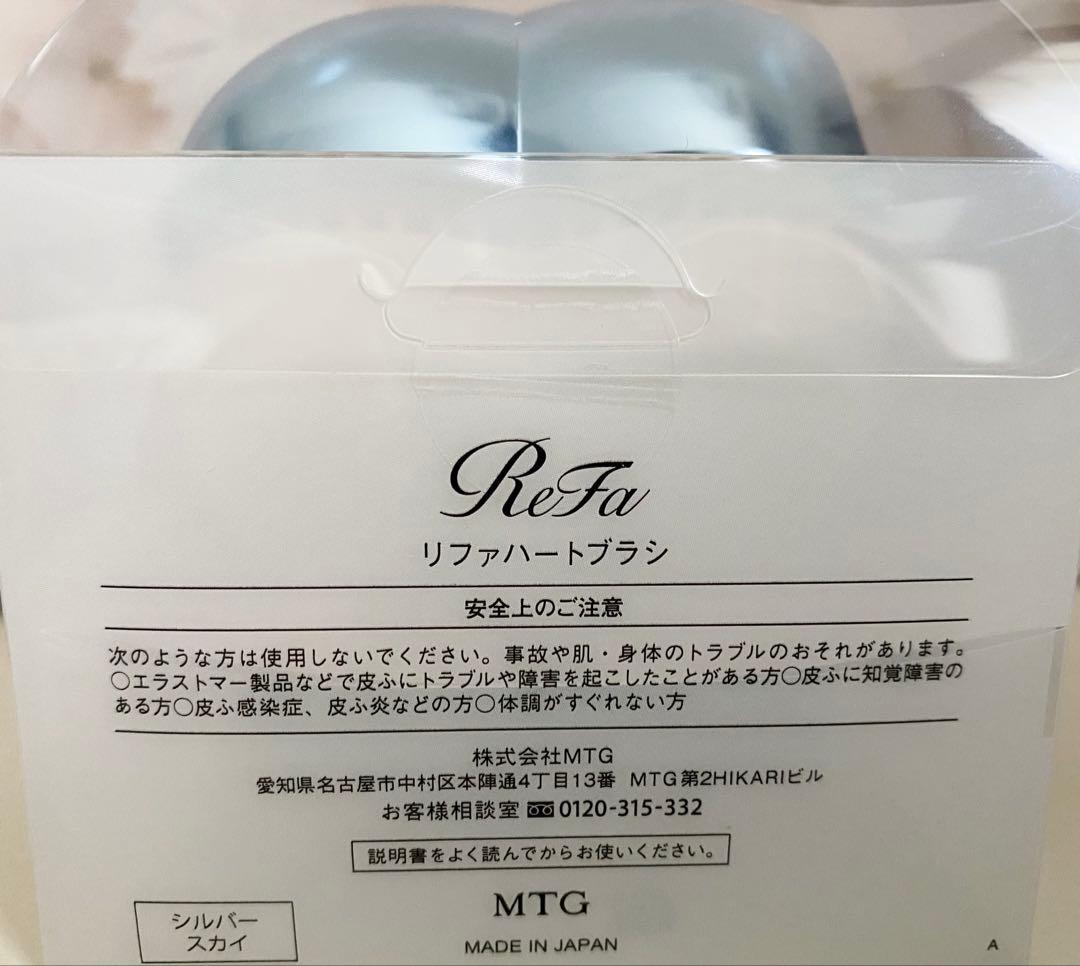 ReFa
リファハートブラシ
安全上のご注意
次のような方は使用しないでください。事故や肌・身体のトラブルのおそれがあります。
○エラストマー製品などで皮ふにトラブルや障害を起こしたことがある方○皮ふに知覚障害の
ある方○皮ふ感染症、皮ふ炎などの方○体調がすぐれない方
株式会社MTG
愛知県名古屋市中村区本陣通4丁目13番 MTG第2HIKARIビル
お客様相談室 0120-315-332
説明書をよく読んでからお使いください。
MTG
シルバー
スカイ
MADE IN JAPAN
A